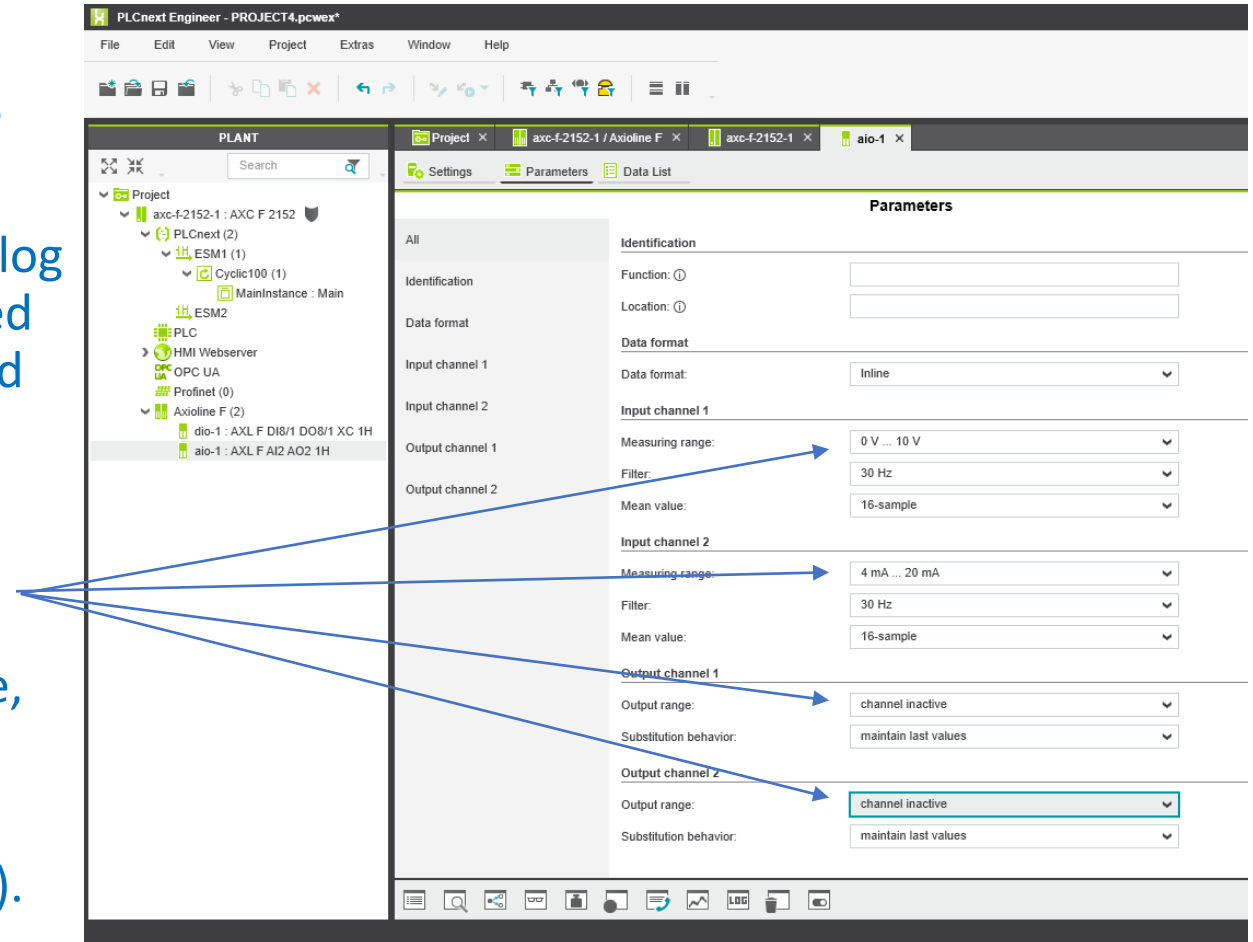 PLCnext Engineer - PROJECT4.pcwex*
File Edit View Project Extras Window Help
PLANT
Search
Project
axc-f-2152-1 : AXC F 2152
PLCnext (2)
ESM1 (1)
Cyclic100 (1)
MainInstance : Main
ESM2
PLC
HMI Webserver
OPC UA
Profinet (0)
Axioline F (2)
dio-1 : AXL F DI8/1 DO8/1 XC 1H
aio-1 : AXL F AI2 AO2 1H
Project axc-f-2152-1 / Axioline F axc-f-2152-1 aio-1
Settings Parameters Data List
Parameters
All
Identification
Data format
Input channel 1
Input channel 2
Output channel 1
Output channel 2
Identification
Function:
Location:
Data format
Data format: Inline
Input channel 1
Measuring range: 0 V ... 10 V
Filter: 30 Hz
Mean value: 16-sample
Input channel 2
Measuring range: 4 mA ... 20 mA
Filter: 30 Hz
Mean value: 16-sample
Output channel 1
Output range: channel inactive
Substitution behavior: maintain last values
Output channel 2
Output range: channel inactive
Substitution behavior: maintain last values
LOG
log
ed
d
e,
).